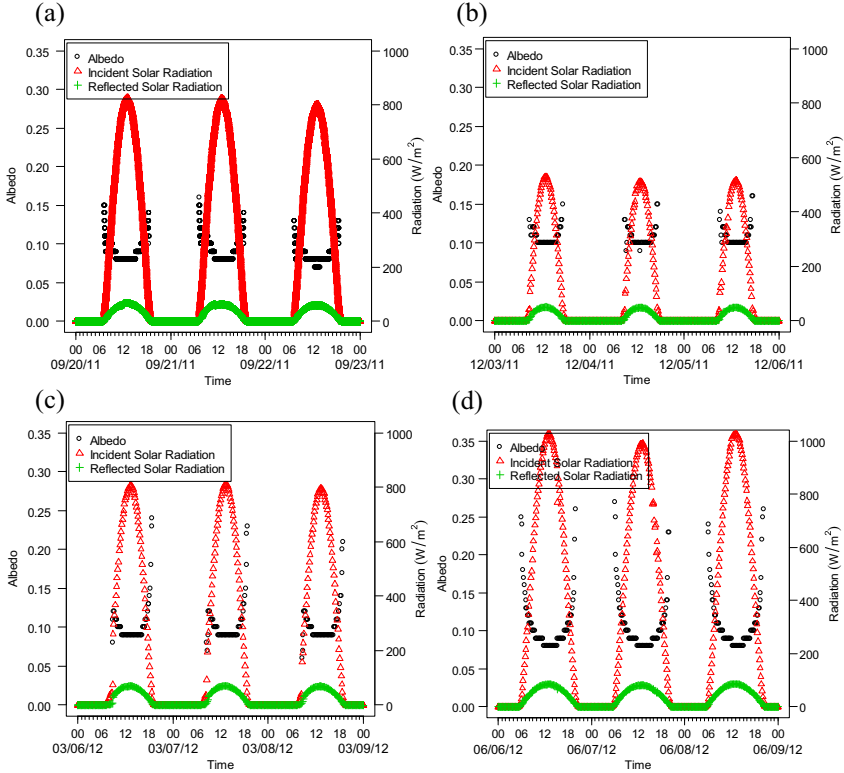 (a)
Albedo
Incident Solar Radiation
Reflected Solar Radiation
0.35
0.30
0.25
0.20
0.15
0.10
0.05
0.00
Albedo
1000
800
600
400
200
0
Radiation (W/m²)
00 06 12 18 00 06 12 18 00 06 12 18 00
09/20/11 09/21/11 09/22/11 09/23/11
Time
(b)
Albedo
Incident Solar Radiation
Reflected Solar Radiation
0.35
0.30
0.25
0.20
0.15
0.10
0.05
0.00
Albedo
1000
800
600
400
200
0
Radiation (W/m²)
00 06 12 18 00 06 12 18 00 06 12 18 00
12/03/11 12/04/11 12/05/11 12/06/11
Time
(c)
Albedo
Incident Solar Radiation
Reflected Solar Radiation
0.35
0.30
0.25
0.20
0.15
0.10
0.05
0.00
Albedo
1000
800
600
400
200
0
Radiation (W/m²)
00 06 12 18 00 06 12 18 00 06 12 18 00
03/06/12 03/07/12 03/08/12 03/09/12
Time
(d)
Albedo
Incident Solar Radiation
Reflected Solar Radiation
0.35
0.30
0.25
0.20
0.15
0.10
0.05
0.00
Albedo
1000
800
600
400
200
0
Radiation (W/m²)
00 06 12 18 00 06 12 18 00 06 12 18 00
06/06/12 06/07/12 06/08/12 06/09/12
Time